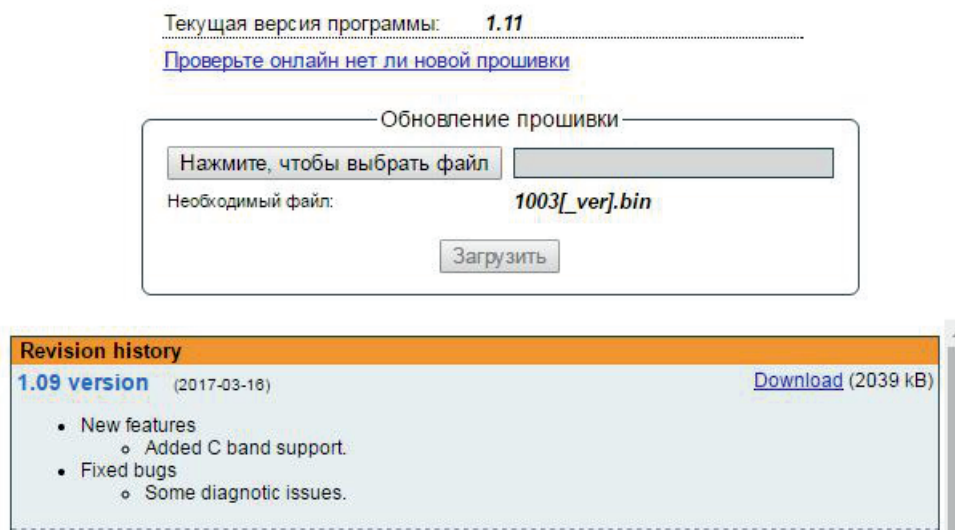 Текущая версия программы: 1.11
Проверьте онлайн нет ли новой прошивки
Обновление прошивки
Нажмите, чтобы выбрать файл
Необходимый файл: 1003[_ver].bin
Загрузить
Revision history
1.09 version (2017-03-16) Download (2039 kB)
• New features
o Added C band support.
• Fixed bugs
o Some diagnotic issues.